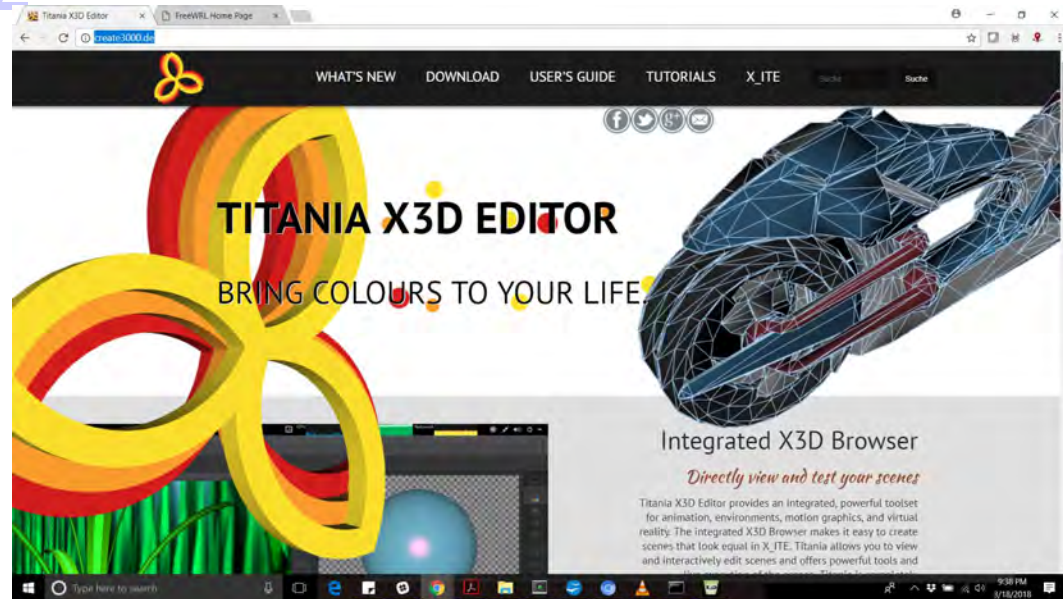 Titania X3D Editor
FreeWRL Home Page
create3000.de
WHAT'S NEW DOWNLOAD USER'S GUIDE TUTORIALS X_ITE Suche Suche
TITANIA X3D EDITOR
BRING COLOURS TO YOUR LIFE.
Integrated X3D Browser
Directly view and test your scenes
Titania X3D Editor provides an integrated, powerful toolset
for animation, environments, motion graphics, and virtual
reality. The integrated X3D Browser makes it easy to create
scenes that look equal in X_ITE. Titania allows you to view
and interactively edit scenes and offers powerful tools and
Type here to search
9:38 PM
3/18/2018